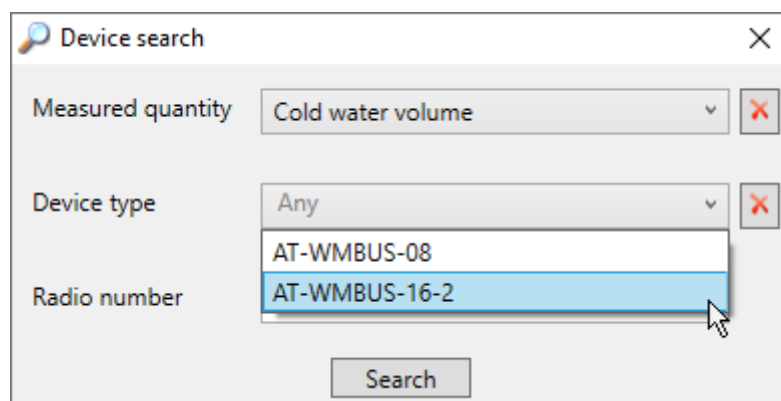 Device search
Measured quantity Cold water volume
Device type Any
AT-WMBUS-08
AT-WMBUS-16-2
Radio number
Search